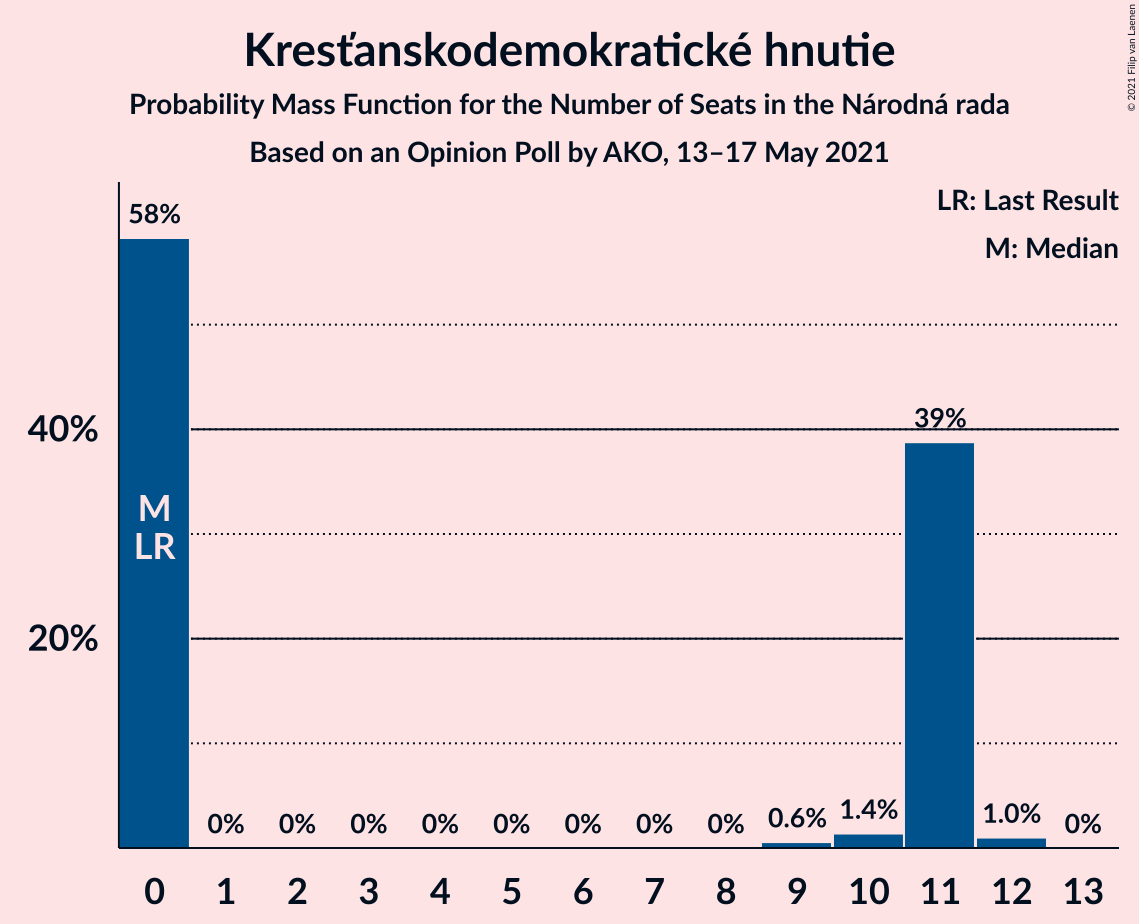 Kresťanskodemokratické hnutie
Probability Mass Function for the Number of Seats in the Národná rada
Based on an Opinion Poll by AKO, 13–17 May 2021
© 2021 Filip van Laenen
LR: Last Result
M: Median
58%
39%
40%
M
LR
20%
0% 0% 0% 0% 0% 0% 0% 0% 0.6% 1.4% 1.0% 0%
0 1 2 3 4 5 6 7 8 9 10 11 12 13